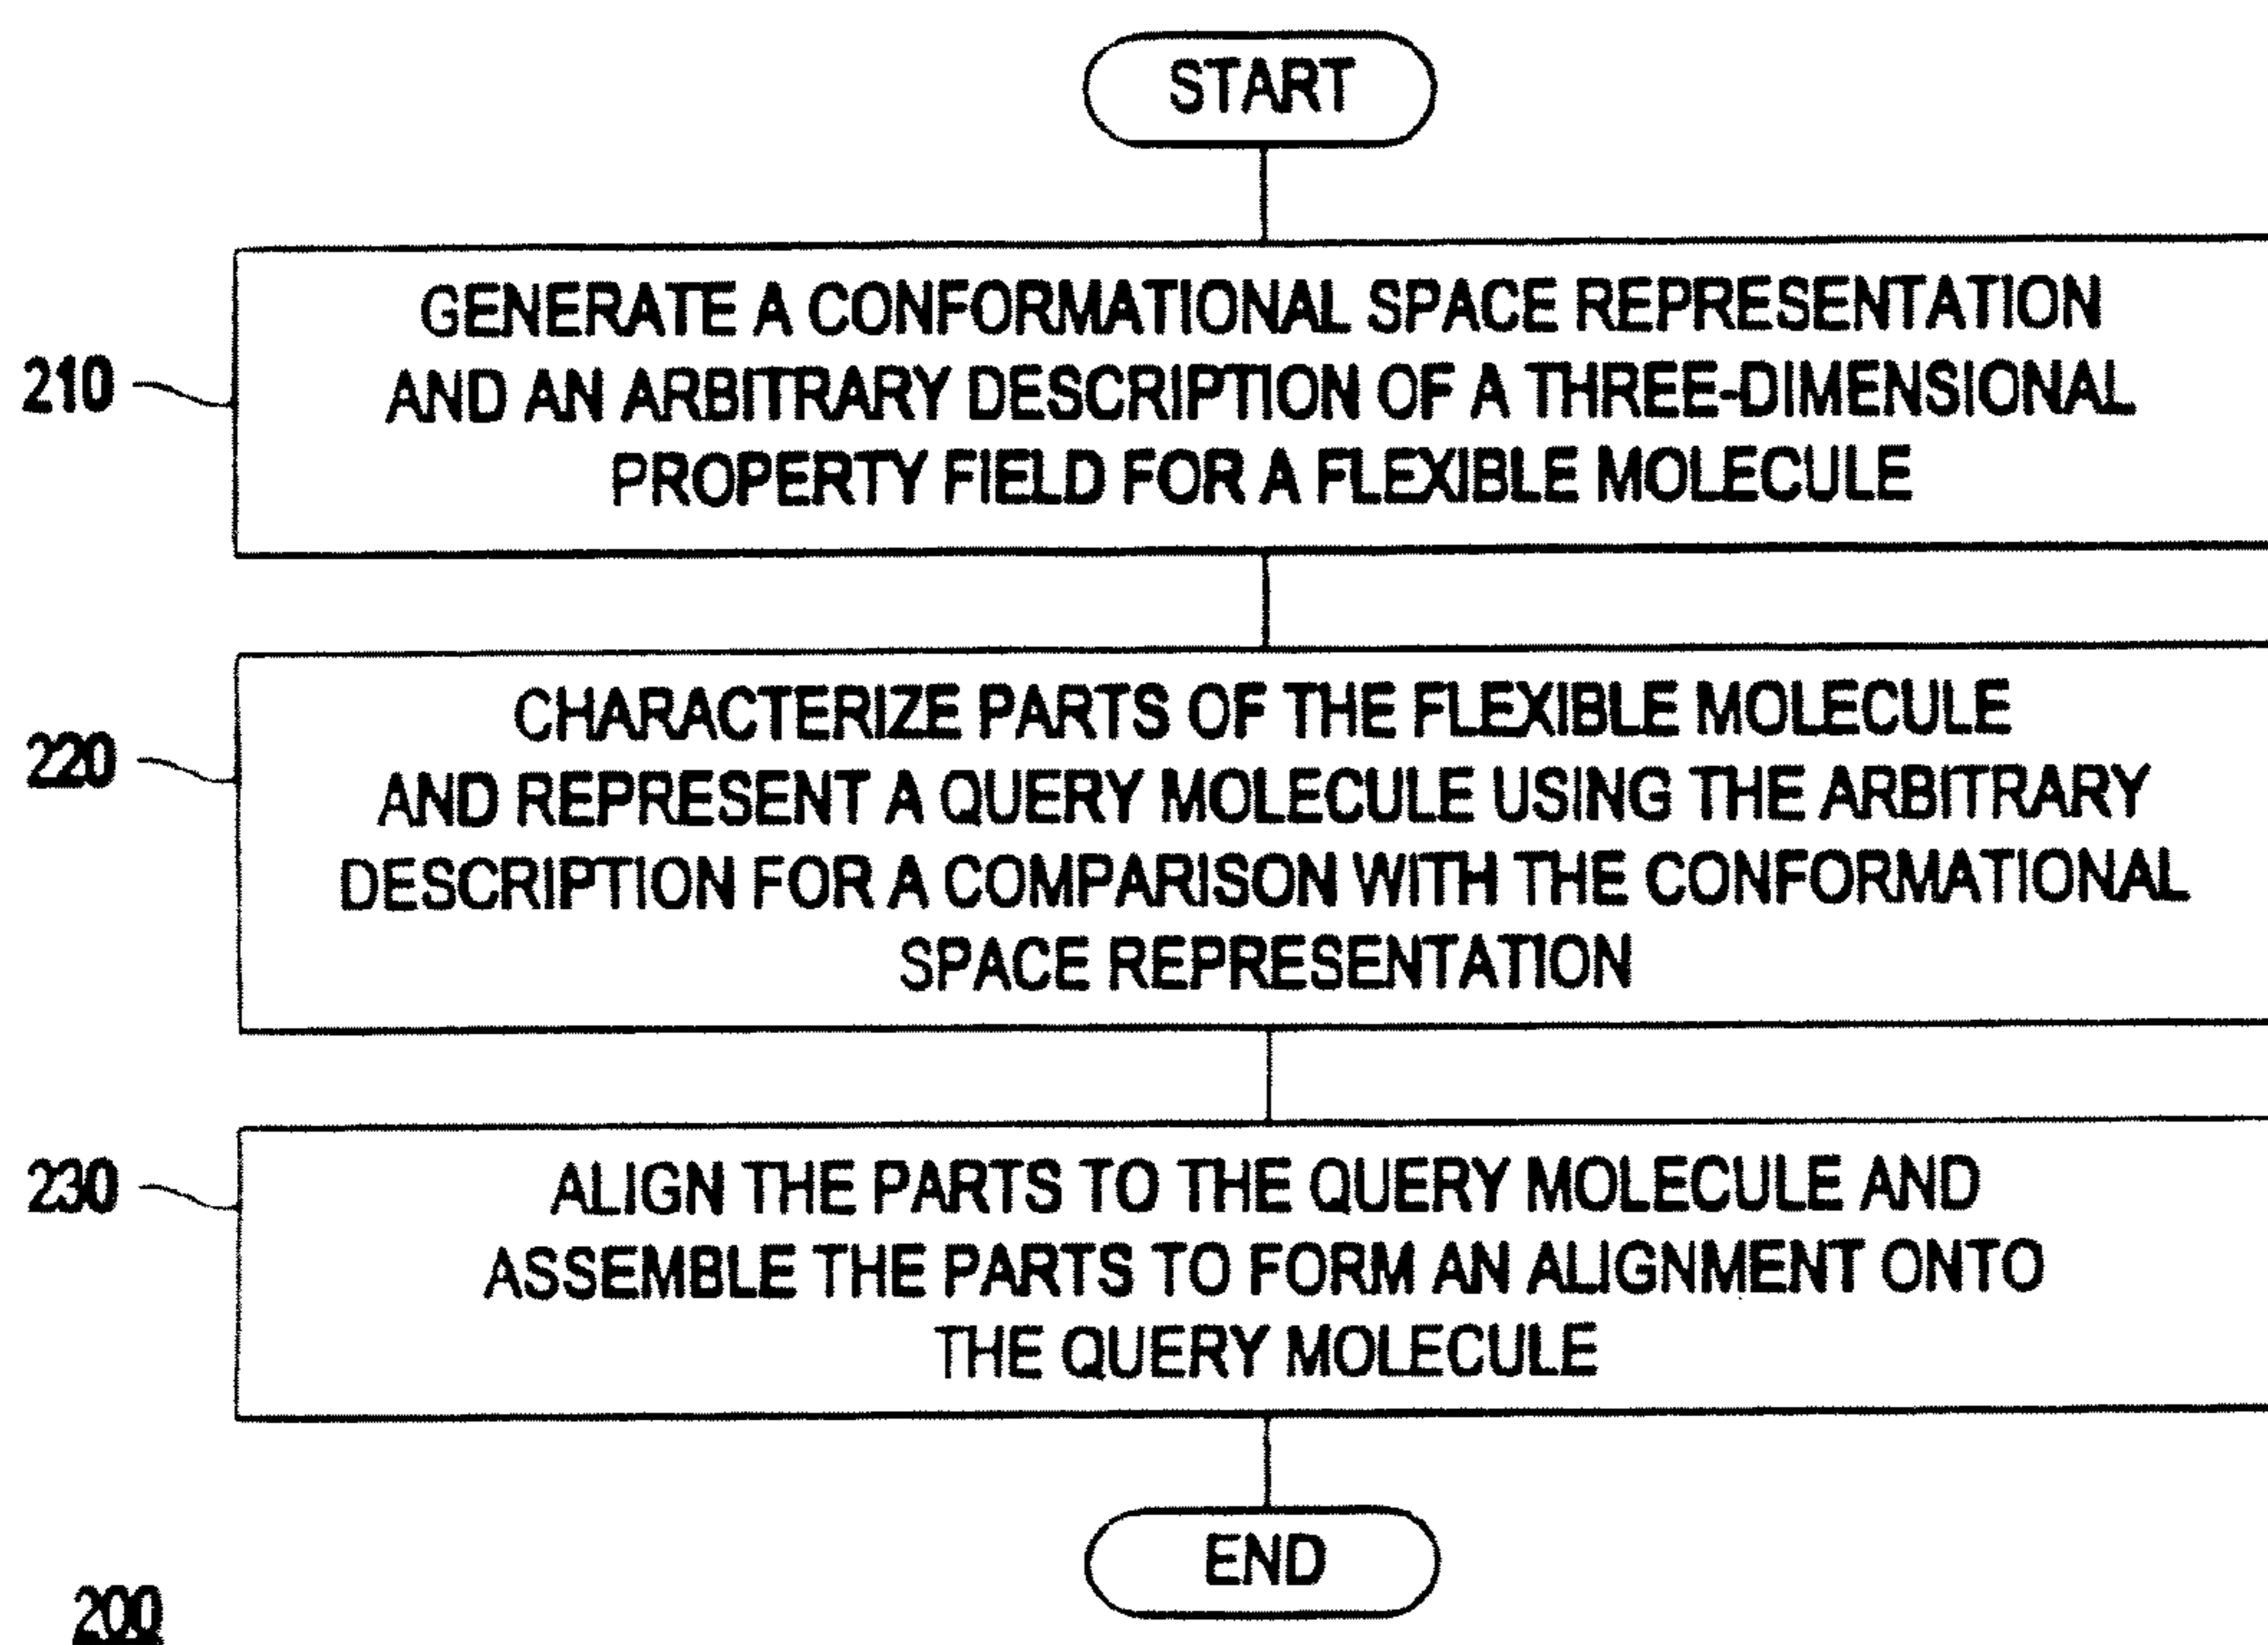 START
210
GENERATE A CONFORMATIONAL SPACE REPRESENTATION
AND AN ARBITRARY DESCRIPTION OF A THREE-DIMENSIONAL
PROPERTY FIELD FOR A FLEXIBLE MOLECULE
220
CHARACTERIZE PARTS OF THE FLEXIBLE MOLECULE
AND REPRESENT A QUERY MOLECULE USING THE ARBITRARY
DESCRIPTION FOR A COMPARISON WITH THE CONFORMATIONAL
SPACE REPRESENTATION
230
ALIGN THE PARTS TO THE QUERY MOLECULE AND
ASSEMBLE THE PARTS TO FORM AN ALIGNMENT ONTO
THE QUERY MOLECULE
END
200